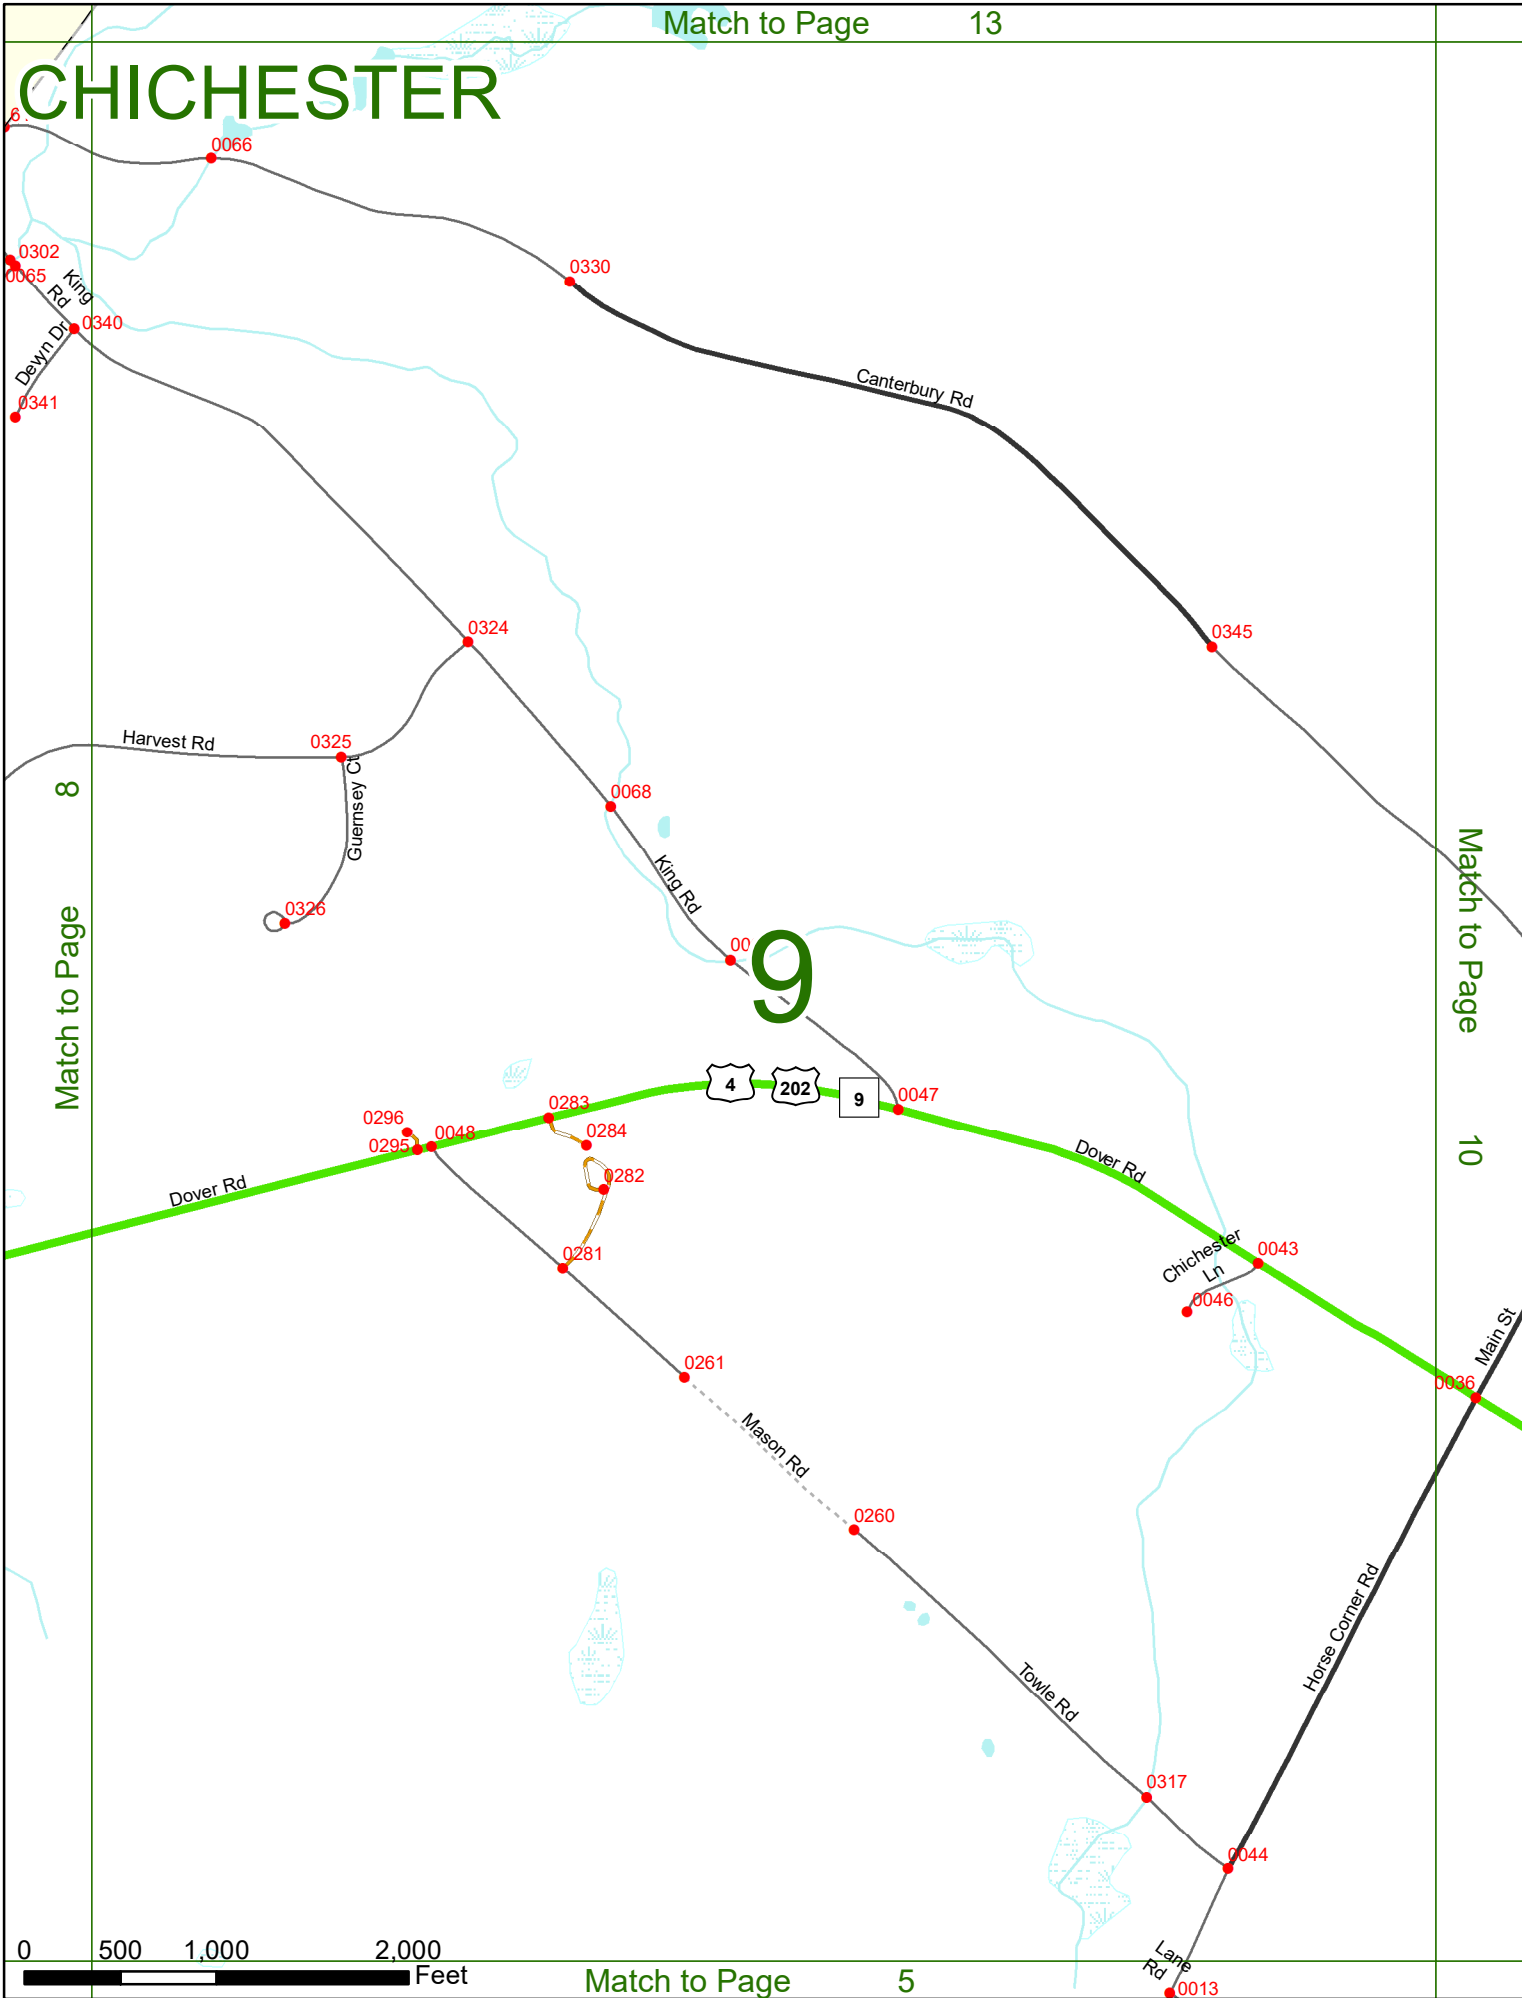 Match to Page 13
CHICHESTER
0066
0302
0065
King
Rd
0330
0340
Dewn Dr
0341
Canterbury Rd
0324
0345
Harvest Rd
0325
Guernsey Ct
8
Match to Page
0068
King Rd
0326
9
Match to Page
10
4
202
9
0047
0283
0296
0048
0284
0295
Dover Rd
Dover Rd
0282
0281
Chichester
Ln
0043
0046
Main St
0261
0036
Mason Rd
0260
Horse Corner Rd
Towle Rd
0317
0044
Lane
Rd
0013
0 500 1,000 2,000
Feet
Match to Page 5